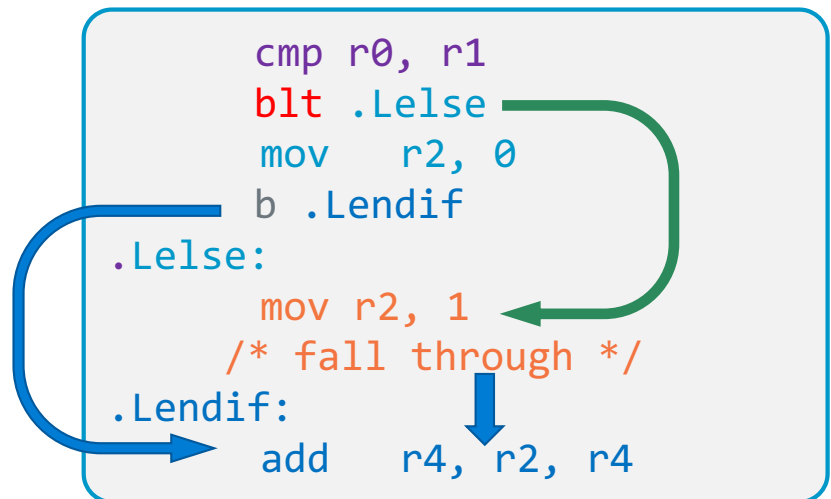 cmp r0, r1
blt .Lelse
mov r2, 0
b .Lendif
.Lelse:
mov r2, 1
/* fall through */
.Lendif:
add r4, r2, r4